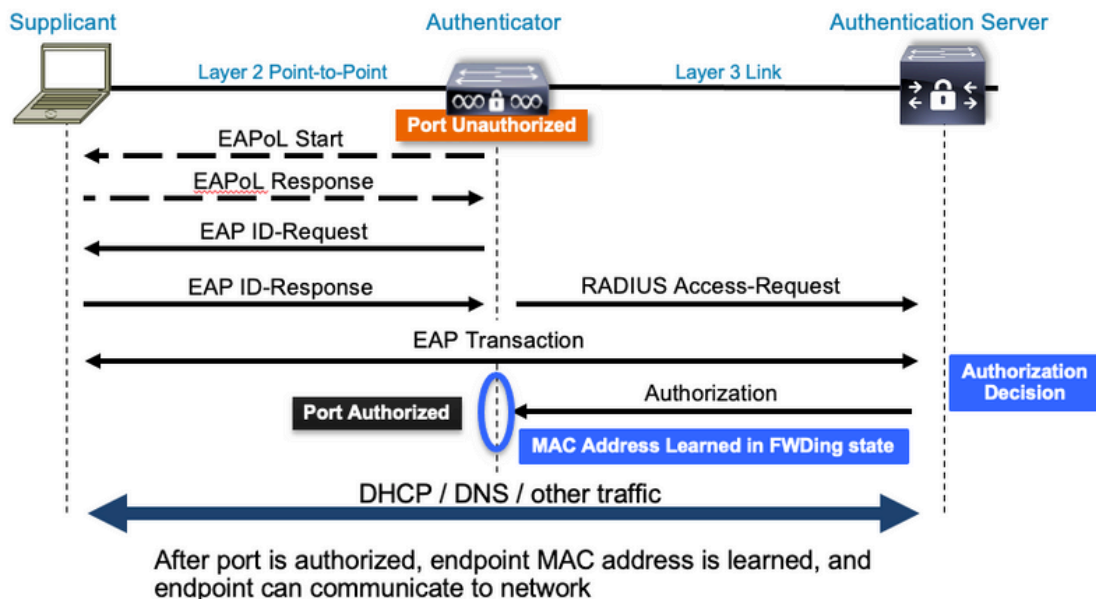 Supplicant
Authenticator
Authentication Server
Layer 2 Point-to-Point
Layer 3 Link
Port Unauthorized
EAPoL Start
EAPoL Response
EAP ID-Request
EAP ID-Response
RADIUS Access-Request
EAP Transaction
Authorization
Decision
Authorization
Port Authorized
MAC Address Learned in FWDing state
DHCP / DNS / other traffic
After port is authorized, endpoint MAC address is learned, and
endpoint can communicate to network